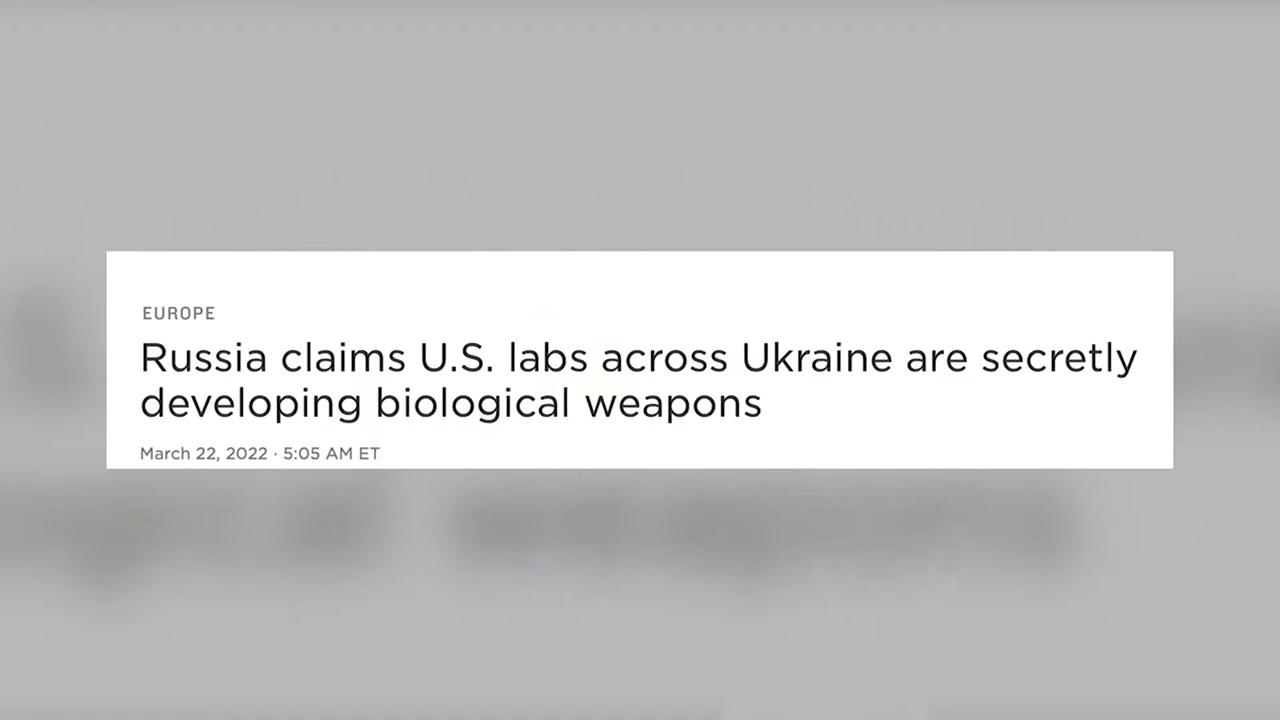 EUROPE
Russia claims U.S. labs across Ukraine are secretly
developing biological weapons
March 22, 2022 · 5:05 AM ET